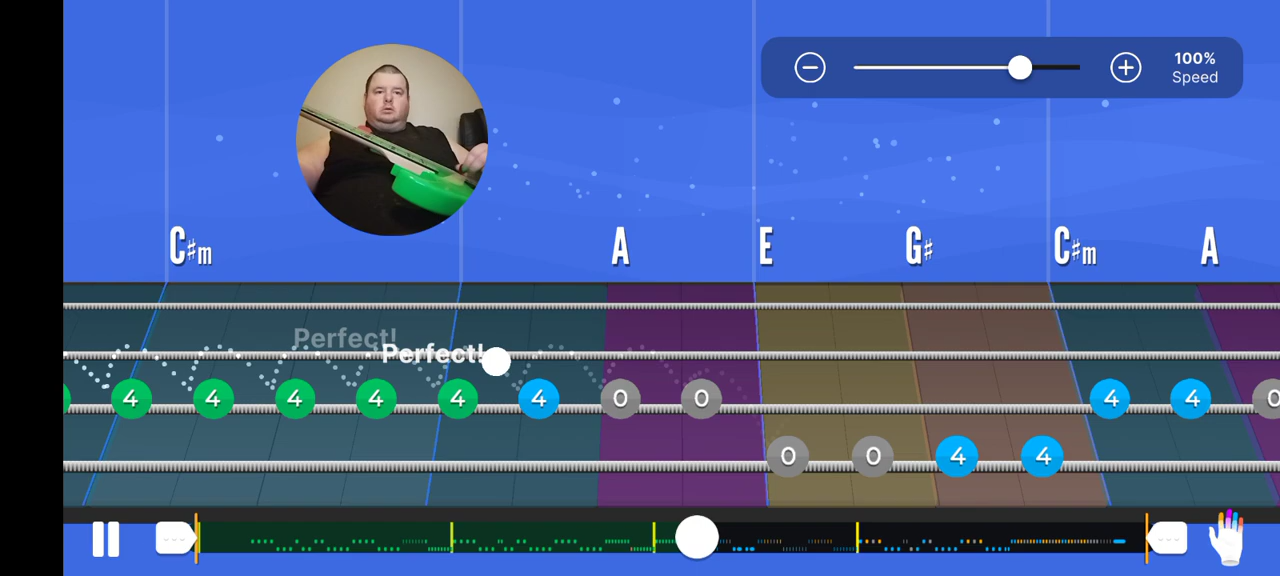 100%
Speed
C♯m A E G♯ C♯m A
Perfect!
Perfect!
4 4 4 4 4 4 0 0 4 4 0
0 0 4 4